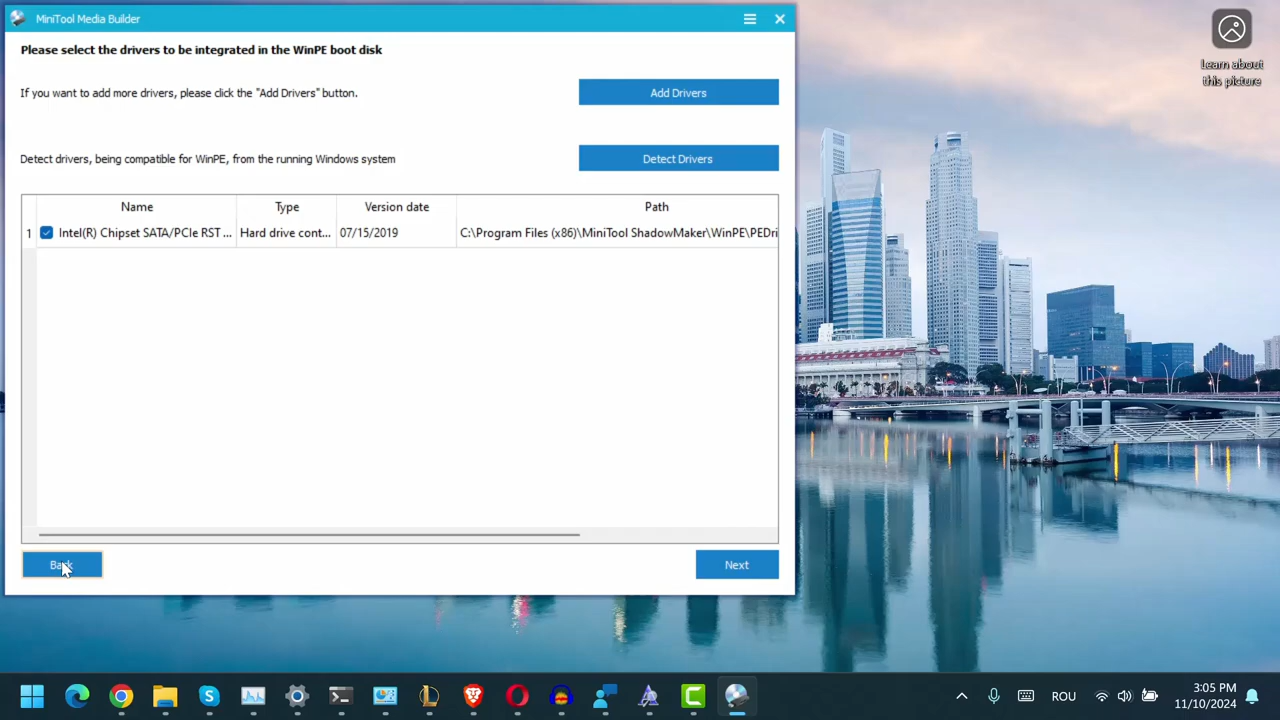 MiniTool Media Builder
Please select the drivers to be integrated in the WinPE boot disk
If you want to add more drivers, please click the "Add Drivers" button.
Add Drivers
Detect drivers, being compatible for WinPE, from the running Windows system
Detect Drivers
Name Type Version date Path
1 Intel(R) Chipset SATA/PCIe RST ... Hard drive cont... 07/15/2019 C:\Program Files (x86)\MiniTool ShadowMaker\WinPE\PEDri
Back
Next
Learn about
this picture
ROU
3:05 PM
11/10/2024